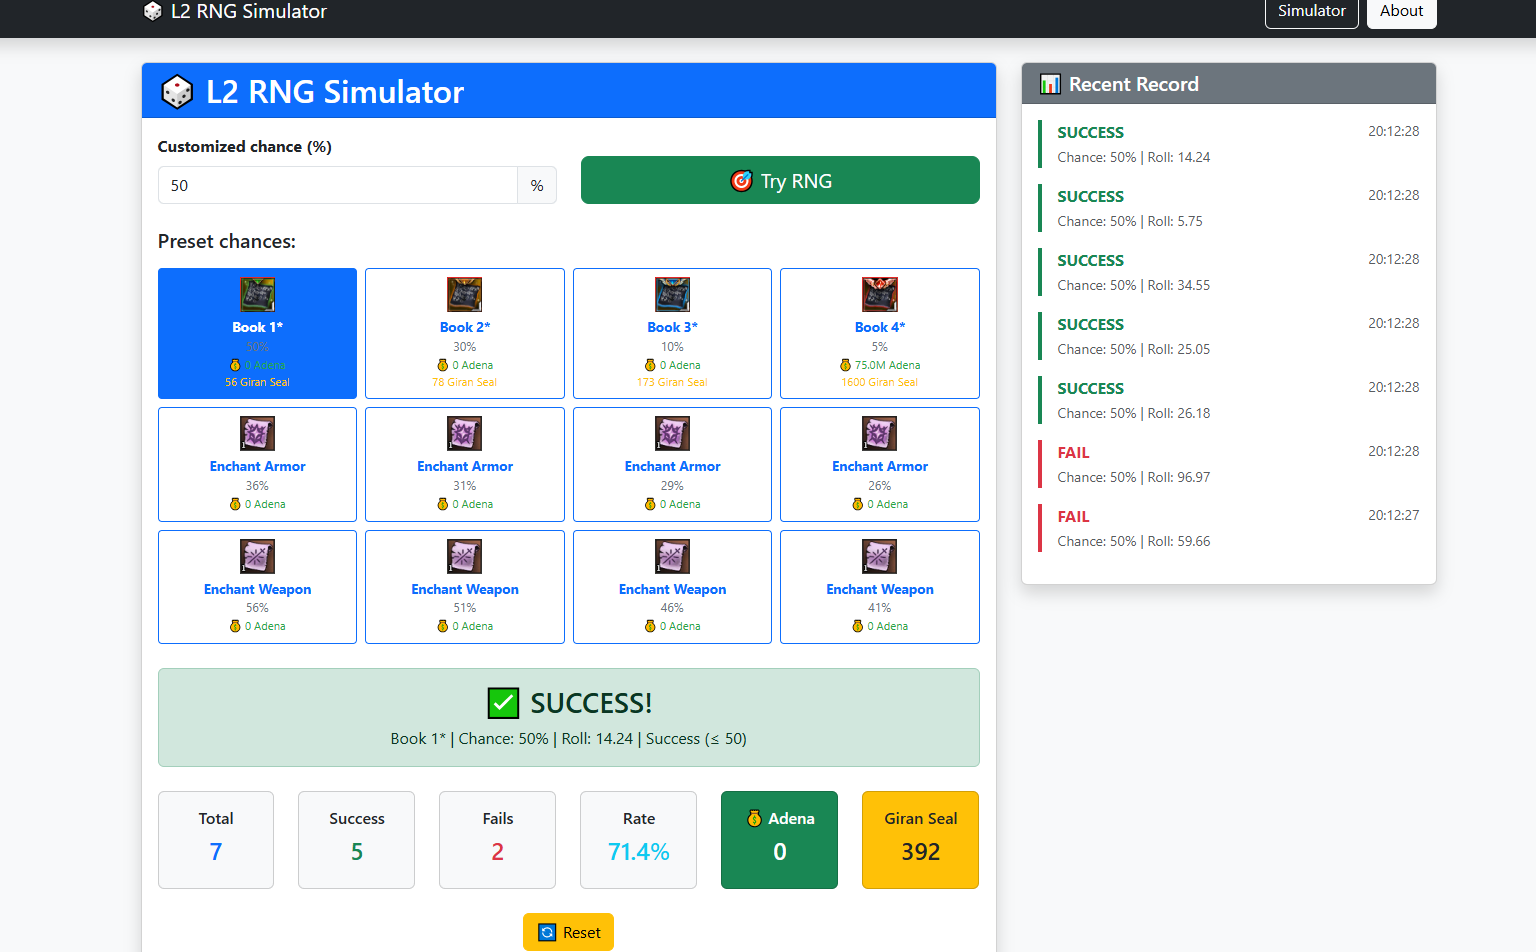 L2 RNG Simulator
Simulator
About
L2 RNG Simulator
Customized chance (%)
50
%
Try RNG
Preset chances:
Book 1*
50%
0 Adena
56 Giran Seal
Book 2*
30%
0 Adena
78 Giran Seal
Book 3*
10%
0 Adena
173 Giran Seal
Book 4*
5%
75.0M Adena
1600 Giran Seal
Enchant Armor
36%
0 Adena
Enchant Armor
31%
0 Adena
Enchant Armor
29%
0 Adena
Enchant Armor
26%
0 Adena
Enchant Weapon
56%
0 Adena
Enchant Weapon
51%
0 Adena
Enchant Weapon
46%
0 Adena
Enchant Weapon
41%
0 Adena
SUCCESS!
Book 1* | Chance: 50% | Roll: 14.24 | Success (≤ 50)
Total
7
Success
5
Fails
2
Rate
71.4%
Adena
0
Giran Seal
392
Reset
Recent Record
SUCCESS 20:12:28
Chance: 50% | Roll: 14.24
SUCCESS 20:12:28
Chance: 50% | Roll: 5.75
SUCCESS 20:12:28
Chance: 50% | Roll: 34.55
SUCCESS 20:12:28
Chance: 50% | Roll: 25.05
SUCCESS 20:12:28
Chance: 50% | Roll: 26.18
FAIL 20:12:28
Chance: 50% | Roll: 96.97
FAIL 20:12:27
Chance: 50% | Roll: 59.66